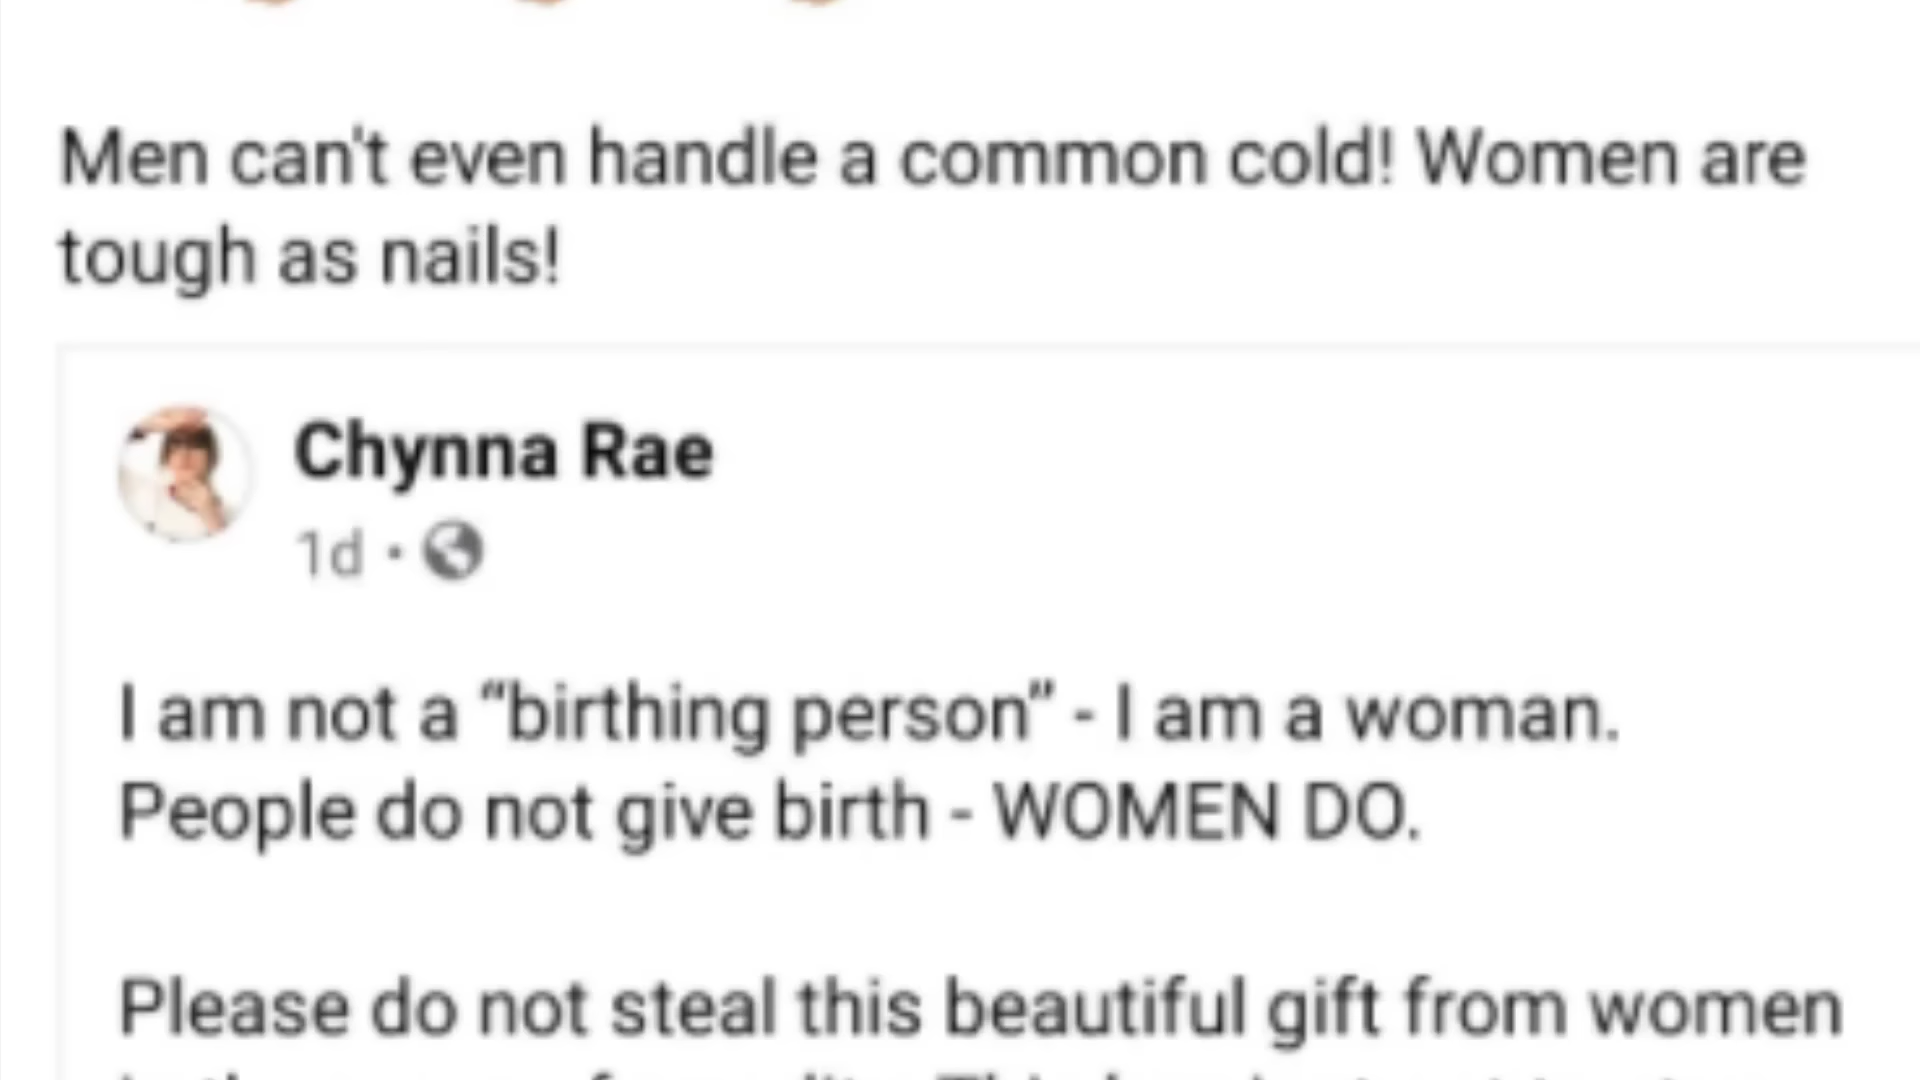 Men can't even handle a common cold! Women are
tough as nails!
Chynna Rae
1d ·
I am not a “birthing person” - I am a woman.
People do not give birth - WOMEN DO.
Please do not steal this beautiful gift from women